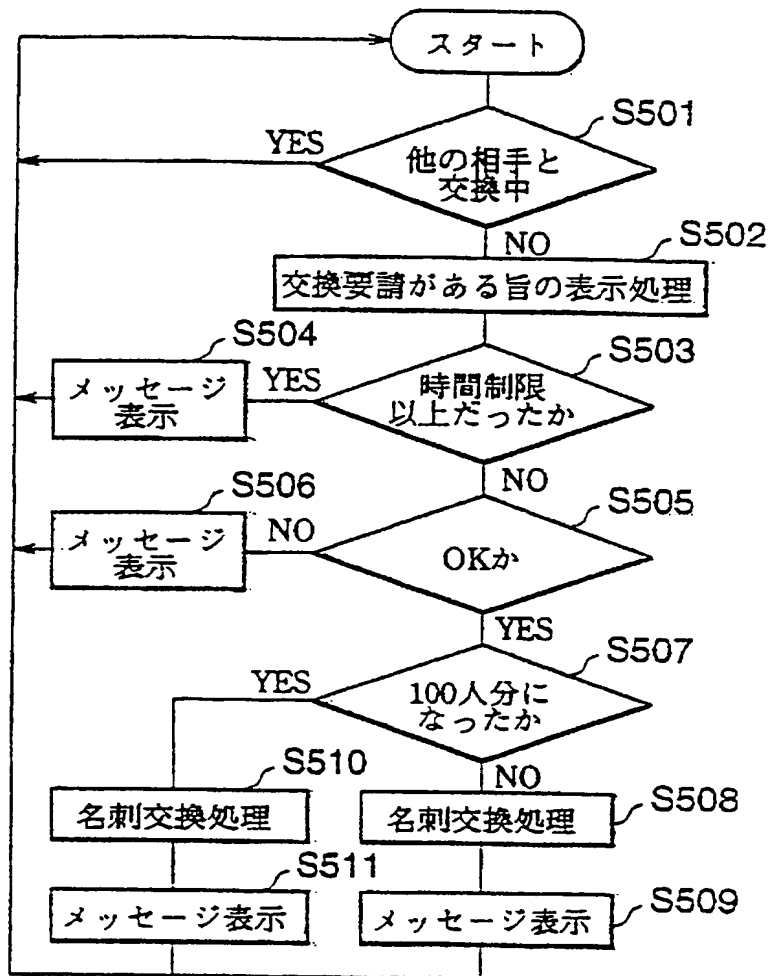 スタート
S501
YES
他の相手と
交換中
NO
S502
交換要請がある旨の表示処理
S504
S503
メッセージ
表示
YES
時間制限
以上だったか
NO
S506
S505
メッセージ
表示
NO
OKか
YES
S507
YES
100人分に
なったか
S510
NO
S508
名刺交換処理
名刺交換処理
S511
S509
メッセージ表示
メッセージ表示